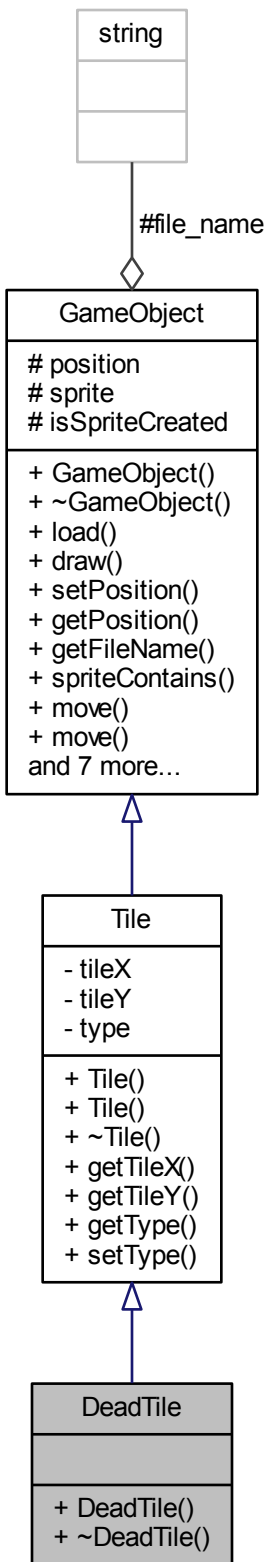 string
#file_name
GameObject
# position
# sprite
# isSpriteCreated
+ GameObject()
+ ~GameObject()
+ load()
+ draw()
+ setPosition()
+ getPosition()
+ getFileName()
+ spriteContains()
+ move()
+ move()
and 7 more...
Tile
- tileX
- tileY
- type
+ Tile()
+ Tile()
+ ~Tile()
+ getTileX()
+ getTileY()
+ getType()
+ setType()
DeadTile
+ DeadTile()
+ ~DeadTile()